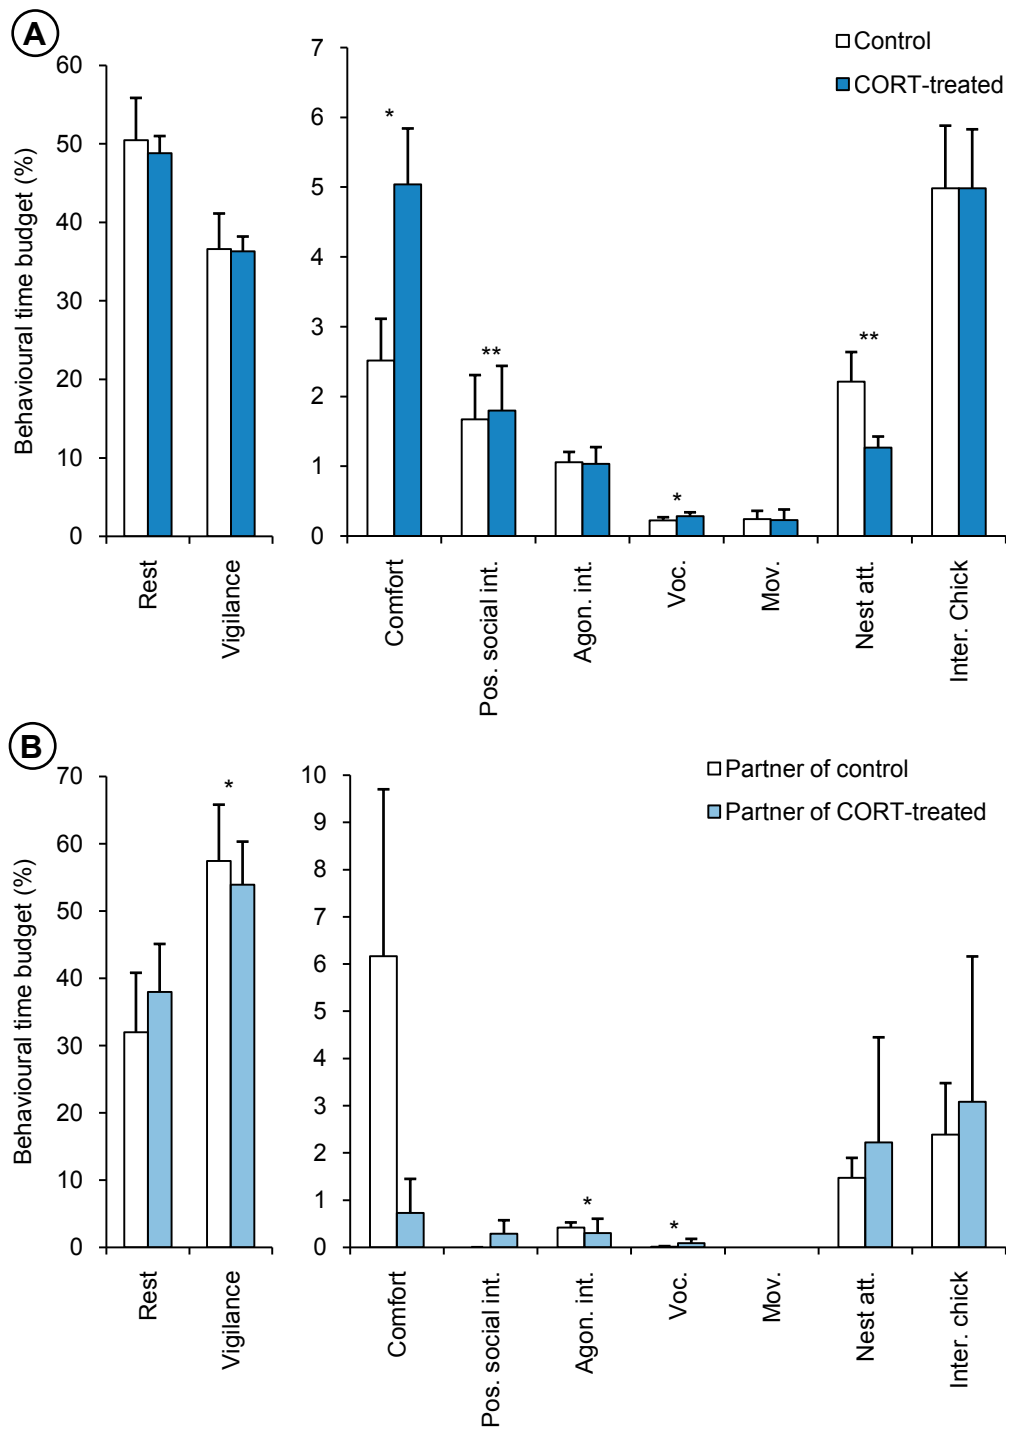 A
Control
CORT-treated
Behavioural time budget (%)
60
50
40
30
20
10
0
7
6
5
4
3
2
1
0
*
**
*
**
Rest
Vigilance
Comfort
Pos. social int.
Agon. int.
Voc.
Mov.
Nest att.
Inter. Chick
B
Partner of control
Partner of CORT-treated
Behavioural time budget (%)
70
60
50
40
30
20
10
0
*
10
9
8
7
6
5
4
3
2
1
0
*
*
Rest
Vigilance
Comfort
Pos. social int.
Agon. int.
Voc.
Mov.
Nest att.
Inter. chick